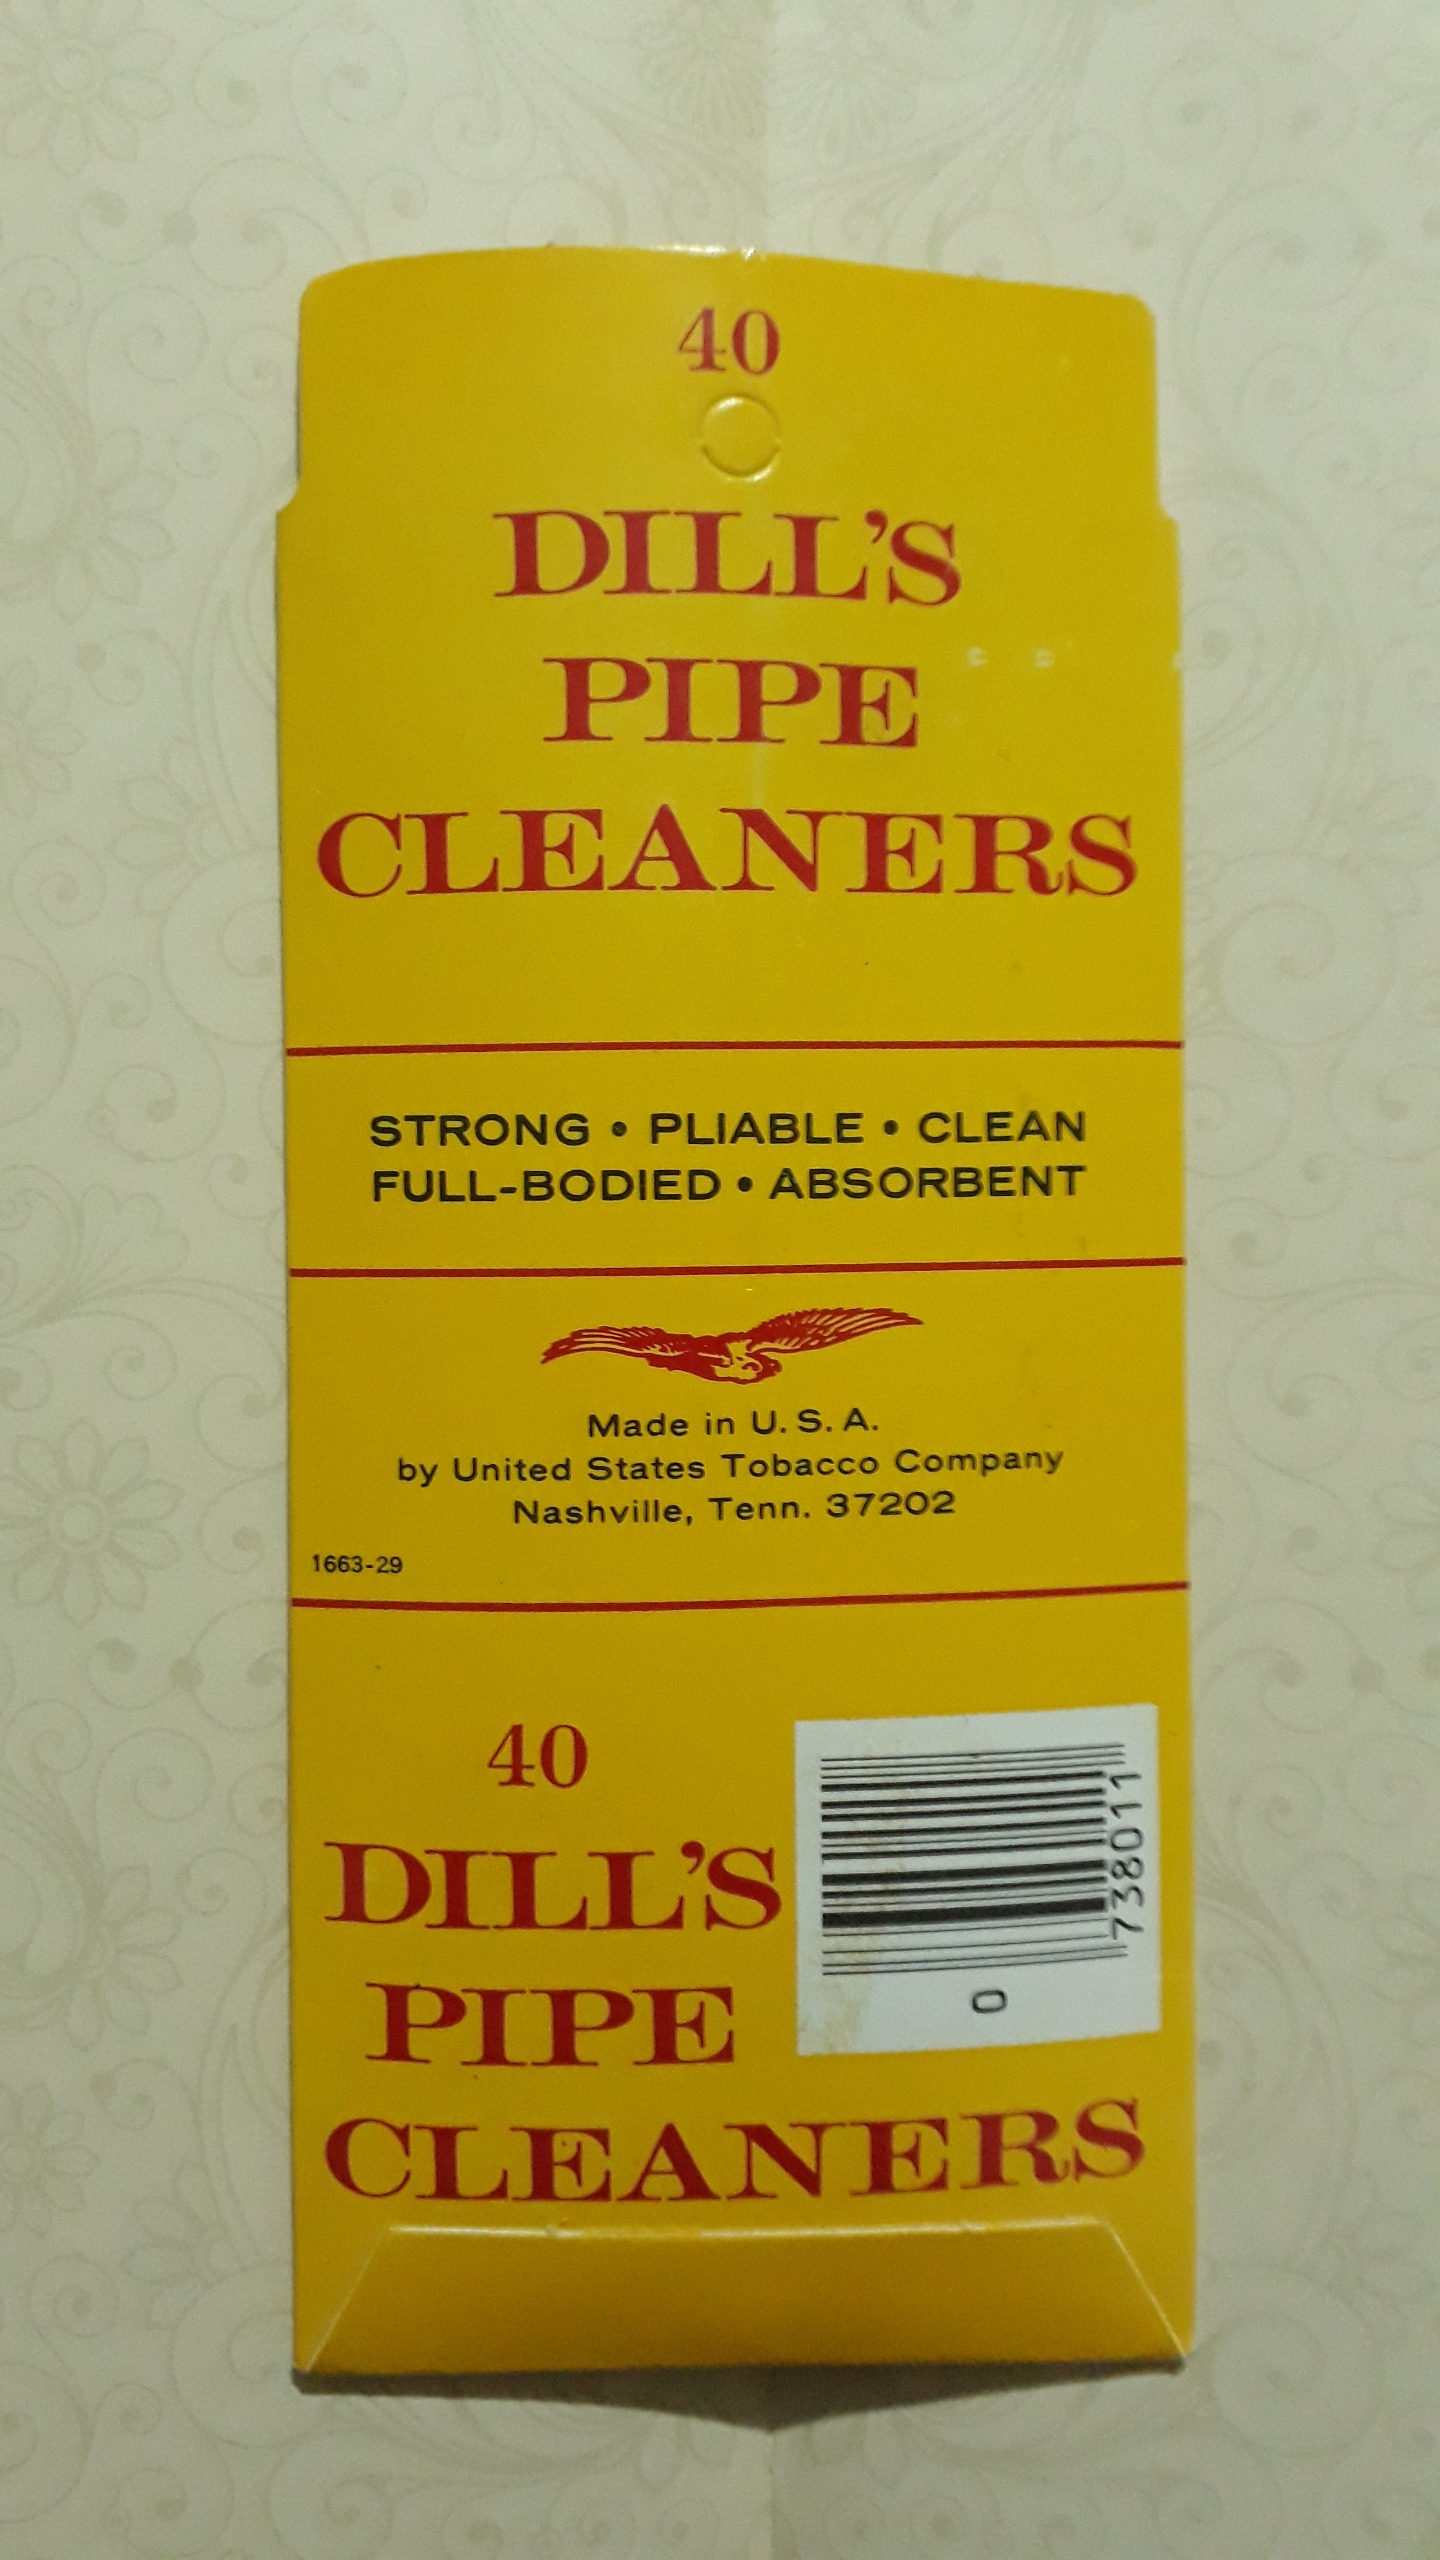 40
DILL'S
PIPE
CLEANERS
STRONG • PLIABLE • CLEAN
FULL-BODIED • ABSORBENT
Made in U.S.A.
by United States Tobacco Company
Nashville, Tenn. 37202
1663-29
40
DILL'S
PIPE
CLEANERS
0 738011